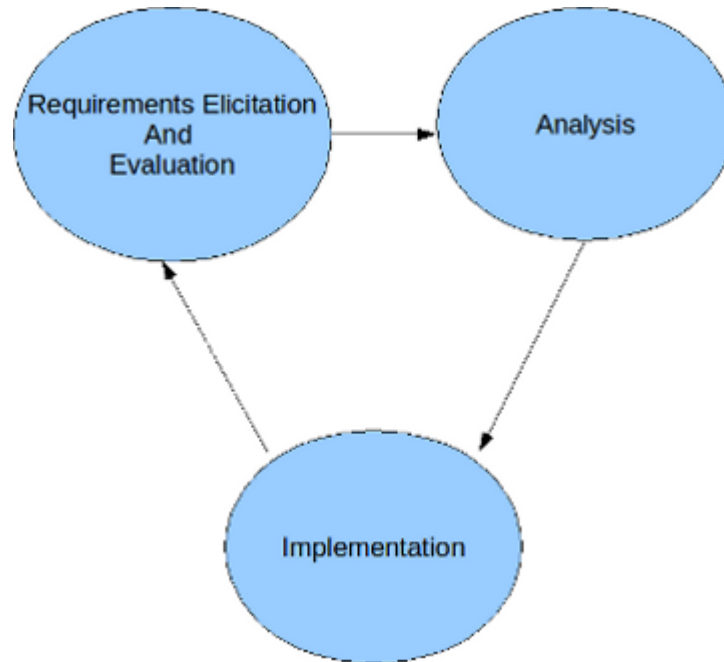 Requirements Elicitation
And
Evaluation
Analysis
Implementation